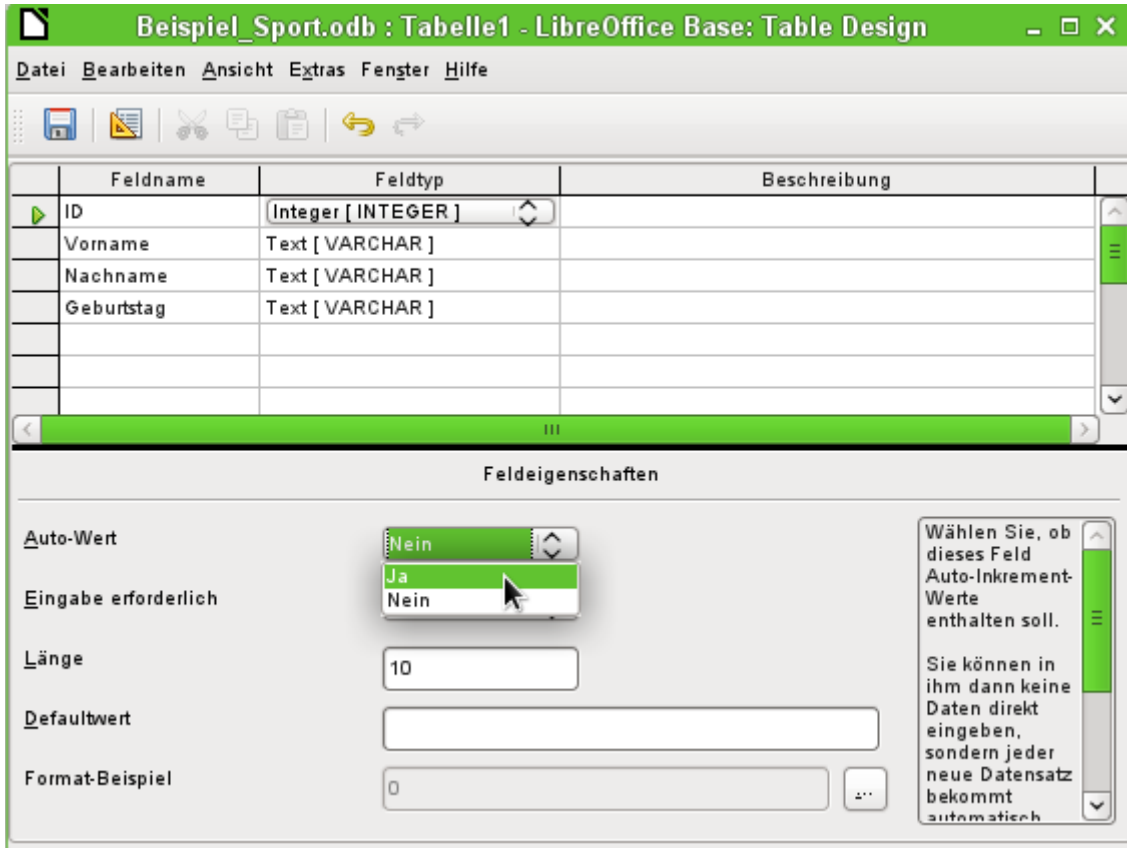 Beispiel_Sport.odb : Tabelle1 - LibreOffice Base: Table Design
Datei Bearbeiten Ansicht Extras Fenster Hilfe
Feldname Feldtyp Beschreibung
ID Integer [ INTEGER ]
Vorname Text [ VARCHAR ]
Nachname Text [ VARCHAR ]
Geburtstag Text [ VARCHAR ]
Feldeigenschaften
Auto-Wert Nein
Ja
Nein
Eingabe erforderlich
Länge 10
Defaultwert
Format-Beispiel 0 ...
Wählen Sie, ob
dieses Feld
Auto-Inkrement-
Werte
enthalten soll.
Sie können in
ihm dann keine
Daten direkt
eingeben,
sondern jeder
neue Datensatz
bekommt
automatisch